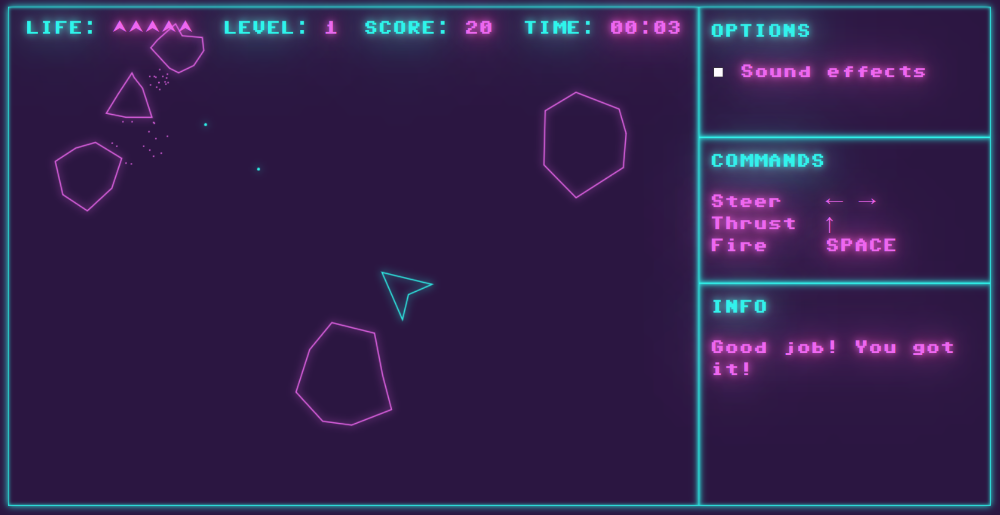 LIFE: LEVEL: 1 SCORE: 20 TIME: 00:03
OPTIONS
Sound effects
COMMANDS
Steer ← →
Thrust ↑
Fire SPACE
INFO
Good job! You got
it!